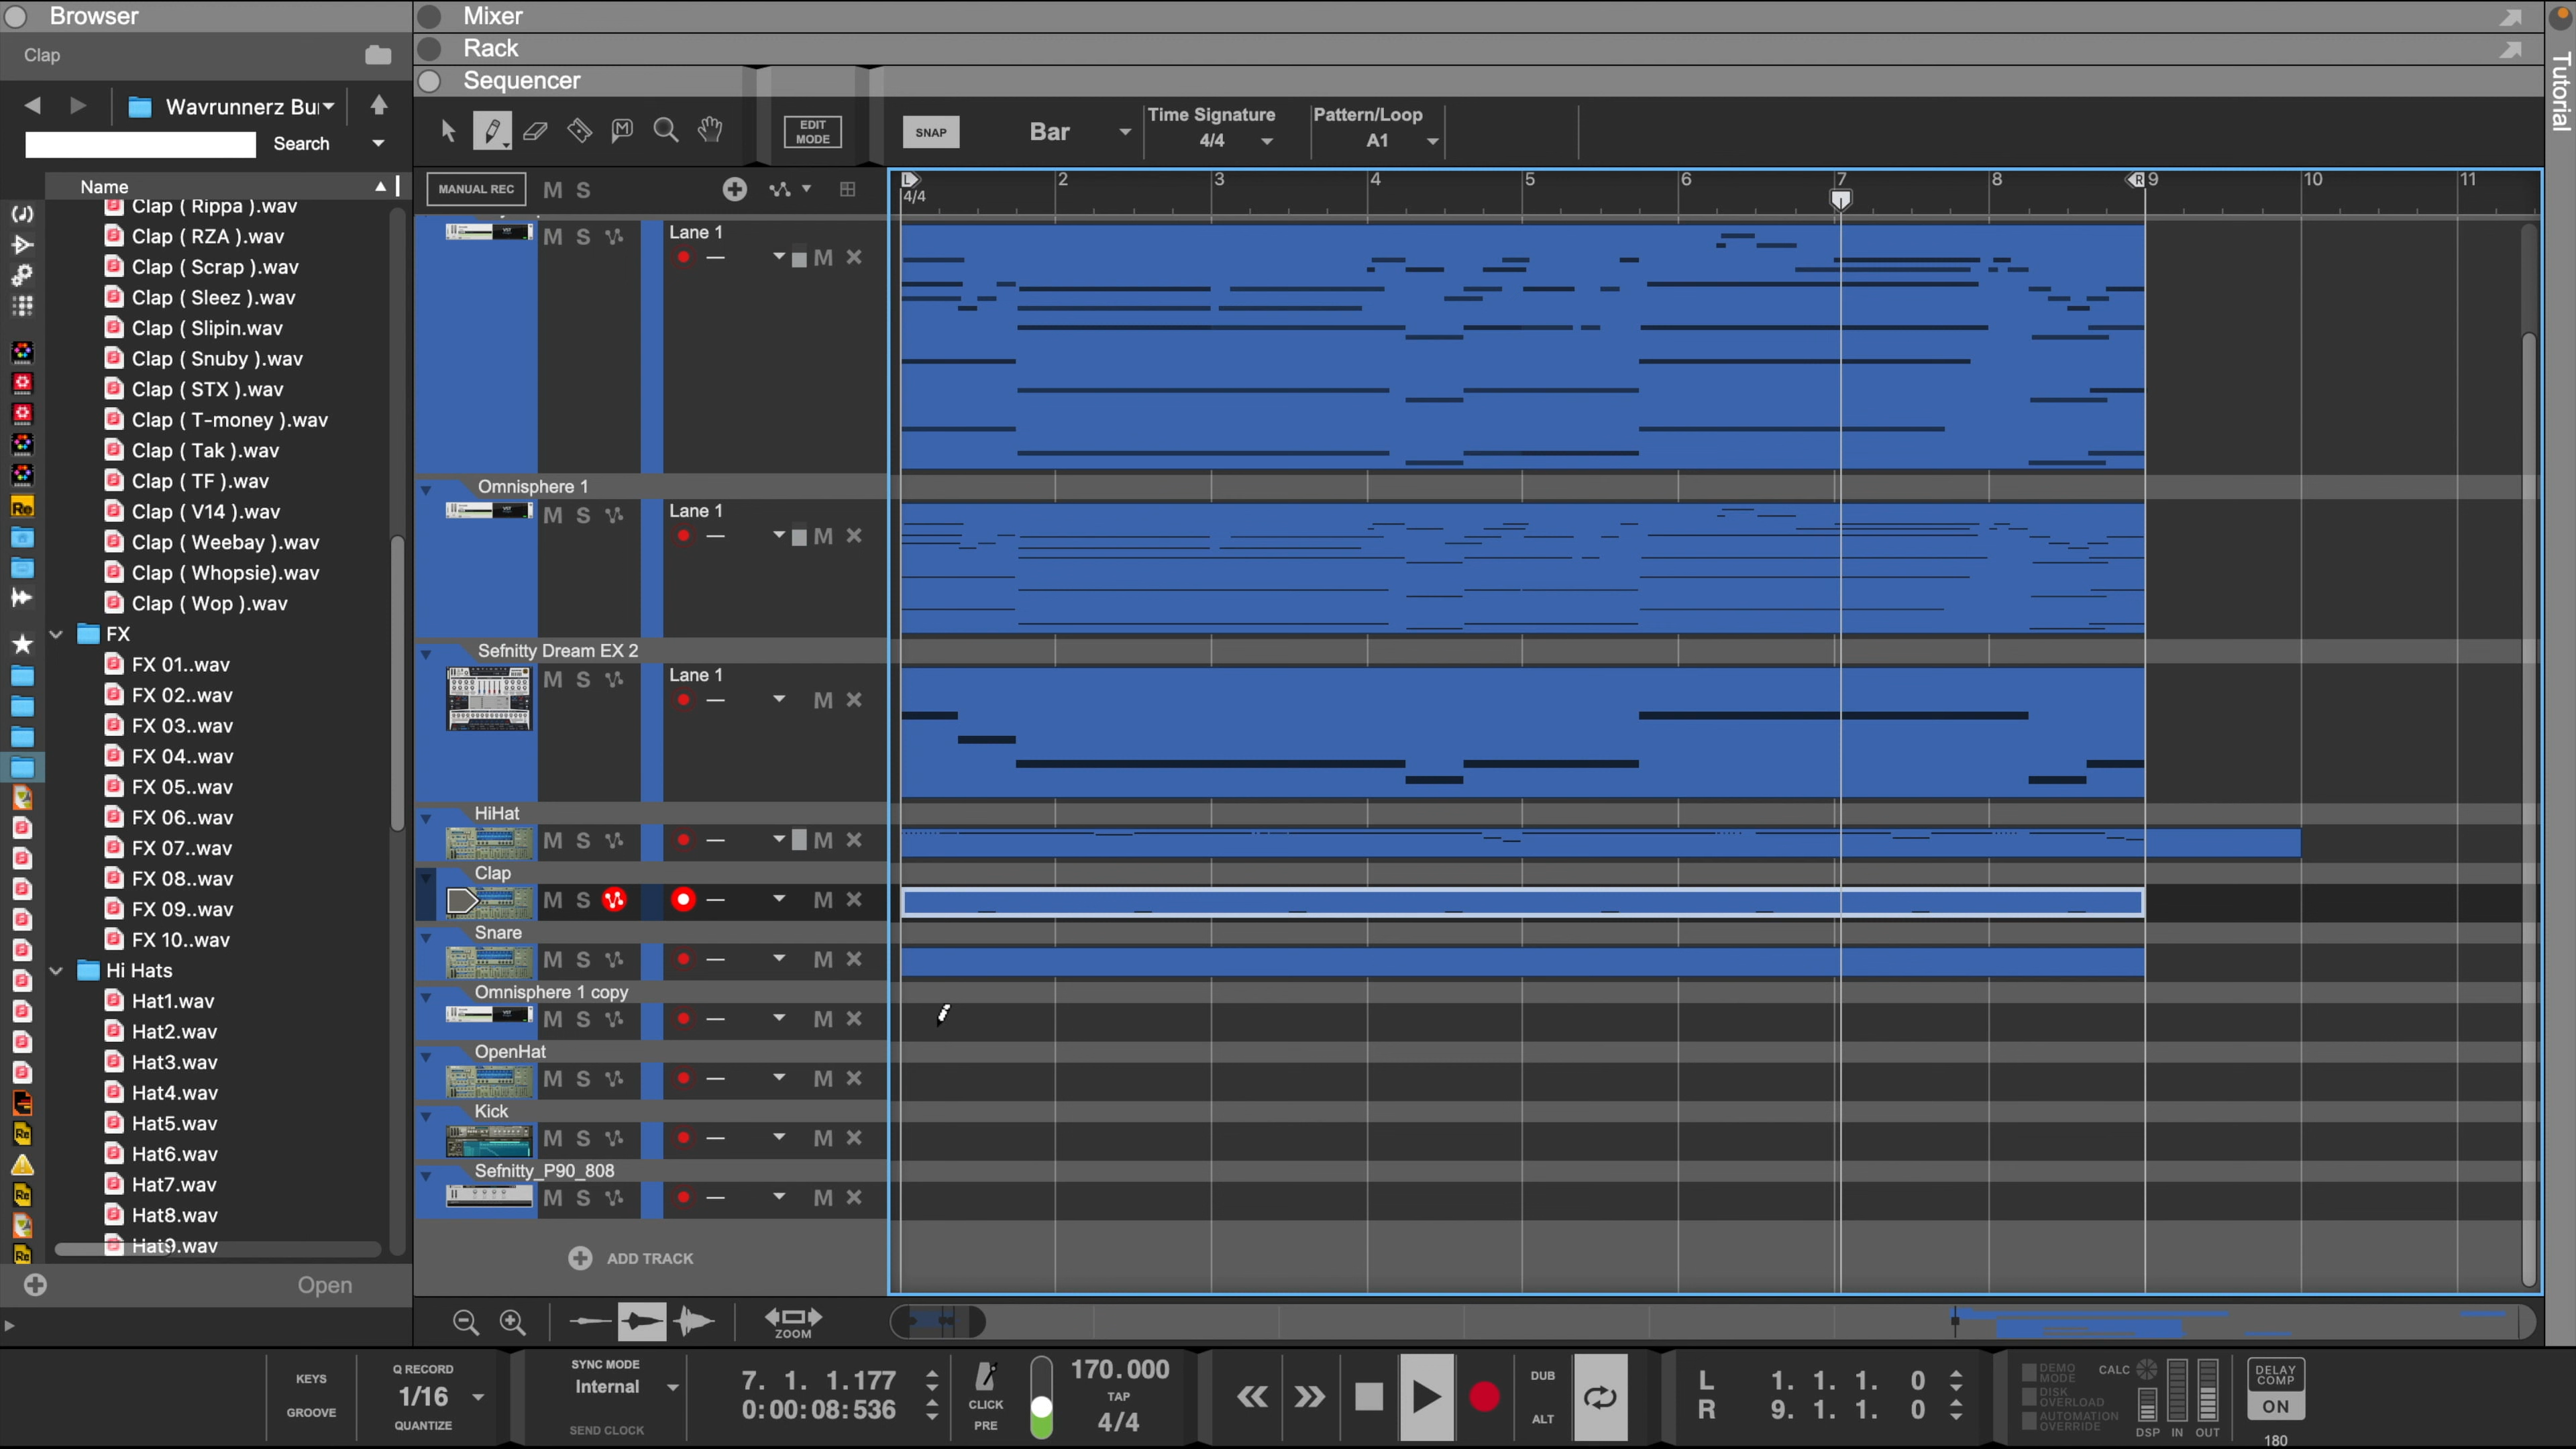 Browser
Clap
Wavrunnerz Bu
Search
Name
Clap ( Rippa ).wav
Clap ( RZA ).wav
Clap ( Scrap ).wav
Clap ( Sleez ).wav
Clap ( Slipin.wav
Clap ( Snuby ).wav
Clap ( STX ).wav
Clap ( T-money ).wav
Clap ( Tak ).wav
Clap ( TF ).wav
Clap ( V14 ).wav
Clap ( Weebay ).wav
Clap ( Whopsie).wav
Clap ( Wop ).wav
FX
FX 01..wav
FX 02..wav
FX 03..wav
FX 04..wav
FX 05..wav
FX 06..wav
FX 07..wav
FX 08..wav
FX 09..wav
FX 10..wav
Hi Hats
Hat1.wav
Hat2.wav
Hat3.wav
Hat4.wav
Hat5.wav
Hat6.wav
Hat7.wav
Hat8.wav
Hat9.wav
Open
Mixer
Rack
Sequencer
Tutorial
EDIT MODE
SNAP
Bar
Time Signature
4/4
Pattern/Loop
A1
MANUAL REC M S
L 2 3 4 5 6 7 8 R 9 10 11
4/4
M S Lane 1
M
Omnisphere 1
M S Lane 1
M
Sefnitty Dream EX 2
M S Lane 1
M
HiHat
M S M
Clap
M S M
Snare
M S M
Omnisphere 1 copy
M S M
OpenHat
M S M
Kick
M S M
Sefnitty_P90_808
M S M
ADD TRACK
ZOOM
KEYS
GROOVE
Q RECORD
1/16
QUANTIZE
SYNC MODE
Internal
SEND CLOCK
7. 1. 1.177
0:00:08:536
CLICK
PRE
170.000
TAP
4/4
DUB
ALT
L 1. 1. 1. 0
R 9. 1. 1. 0
DEMO MODE
DISK OVERLOAD
AUTOMATION OVERRIDE
CALC
DSP IN OUT
DELAY COMP
ON
180